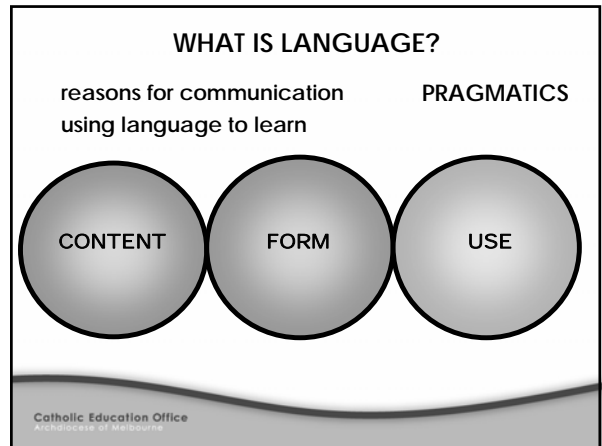 WHAT IS LANGUAGE?
reasons for communication
using language to learn
PRAGMATICS
CONTENT
FORM
USE
Catholic Education Office
Archdiocese of Melbourne